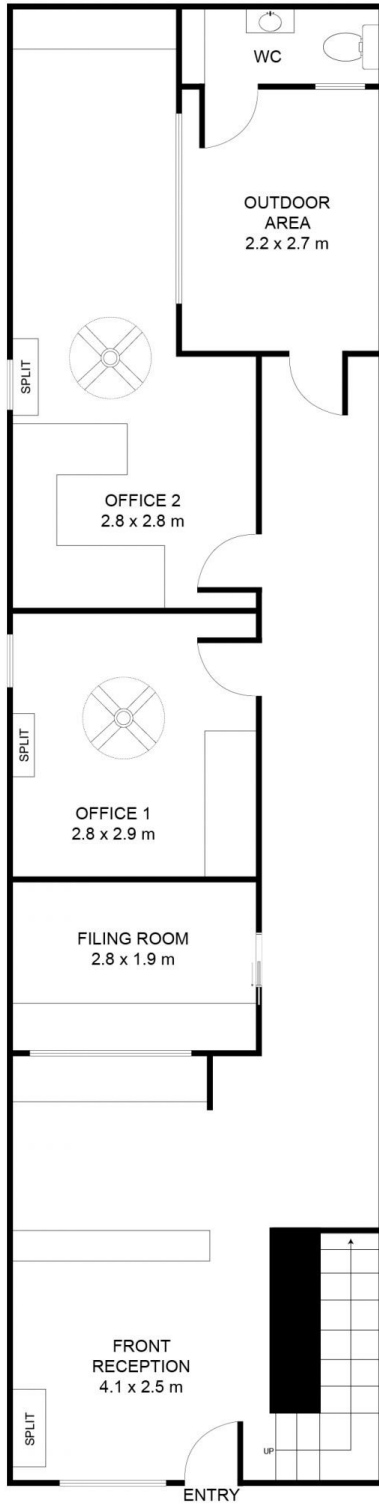 WC
OUTDOOR
AREA
2.2 x 2.7 m
SPLIT
OFFICE 2
2.8 x 2.8 m
SPLIT
OFFICE 1
2.8 x 2.9 m
FILING ROOM
2.8 x 1.9 m
FRONT
RECEPTION
4.1 x 2.5 m
SPLIT
UP
ENTRY